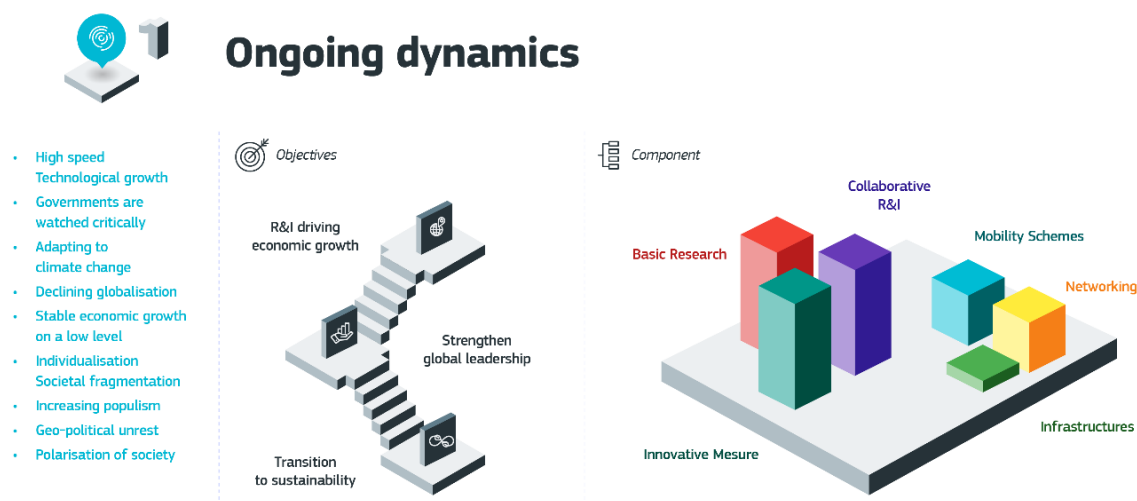 1
Ongoing dynamics
• High speed
Technological growth
• Governments are
watched critically
• Adapting to
climate change
• Declining globalisation
• Stable economic growth
on a low level
• Individualisation
Societal fragmentation
• Increasing populism
• Geo-political unrest
• Polarisation of society
Objectives
R&I driving
economic growth
Strengthen
global leadership
Transition
to sustainability
Component
Collaborative
R&I
Basic Research
Mobility Schemes
Networking
Infrastructures
Innovative Mesure